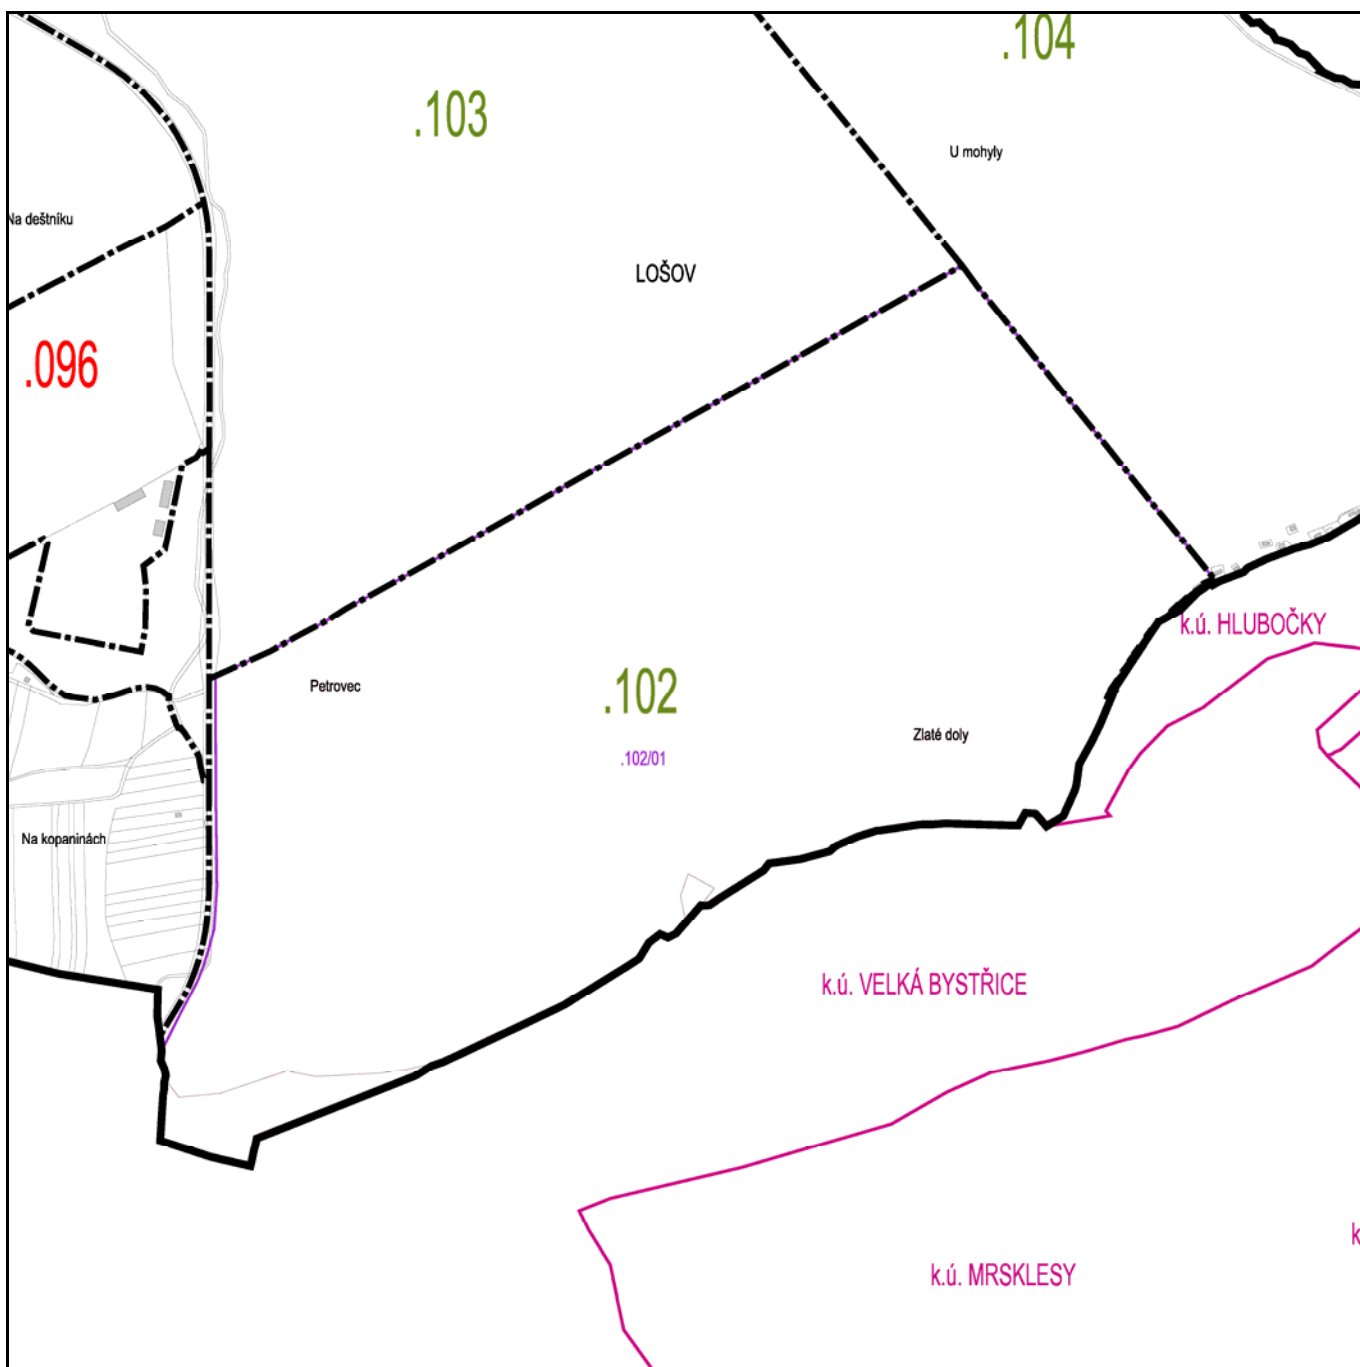 .104
.103
U mohyly
Na deštníku
LOŠOV
.096
k.ú. HLUBOČKY
Petrovec
.102
Zlaté doly
.102/01
Na kopaninách
k.ú. VELKÁ BYSTŘICE
k
k.ú. MRSKLESY